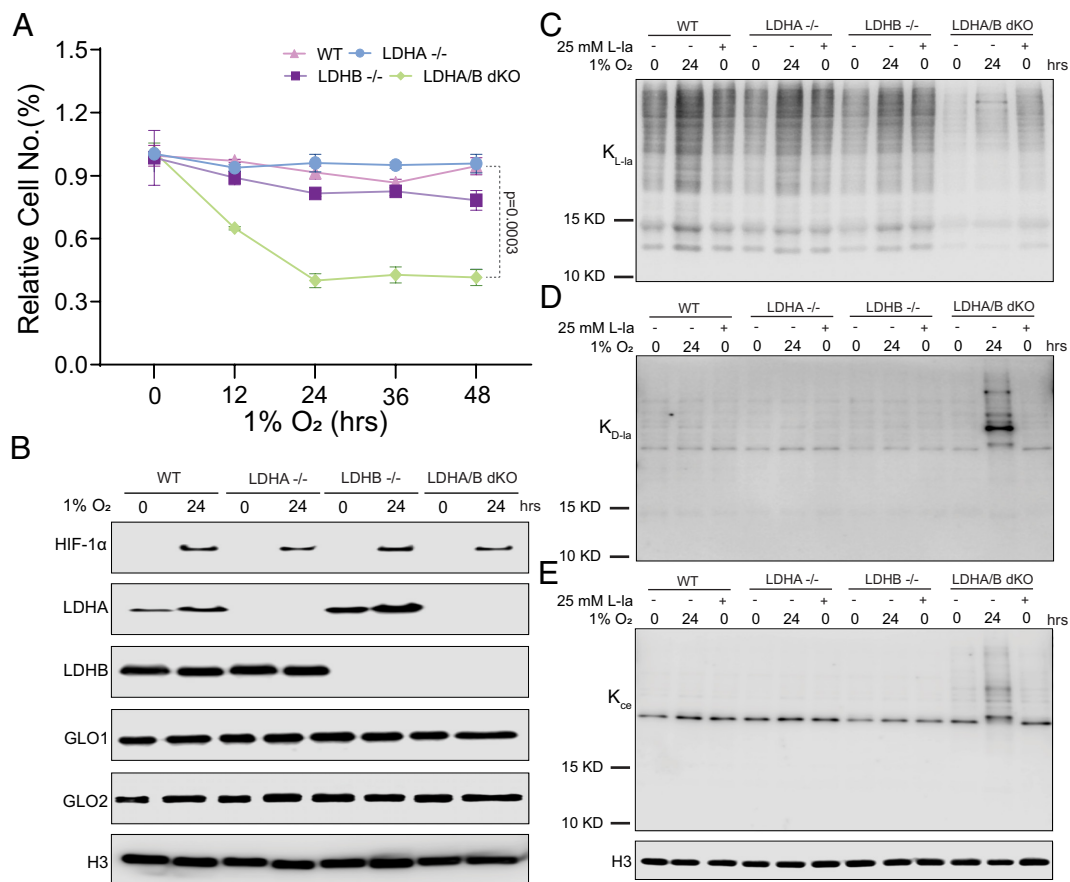 A
1.5
1.2
0.9
0.6
0.3
0.0
Relative Cell No.(%)
WT LDHA -/-
LDHB -/- LDHA/B dKO
p=0.0003
0 12 24 36 48
1% O₂ (hrs)
B
WT LDHA -/- LDHB -/- LDHA/B dKO
1% O₂ 0 24 0 24 0 24 0 24 hrs
HIF-1α
LDHA
LDHB
GLO1
GLO2
H3
C
WT LDHA -/- LDHB -/- LDHA/B dKO
25 mM L-la - - + - - + - - + - - +
1% O₂ 0 24 0 0 24 0 0 24 0 0 24 0 hrs
K L-la
15 KD
10 KD
D
WT LDHA -/- LDHB -/- LDHA/B dKO
25 mM L-la - - + - - + - - + - - +
1% O₂ 0 24 0 0 24 0 0 24 0 0 24 0 hrs
K D-la
15 KD
10 KD
E
WT LDHA -/- LDHB -/- LDHA/B dKO
25 mM L-la - - + - - + - - + - - +
1% O₂ 0 24 0 0 24 0 0 24 0 0 24 0 hrs
K ce
15 KD
10 KD
H3